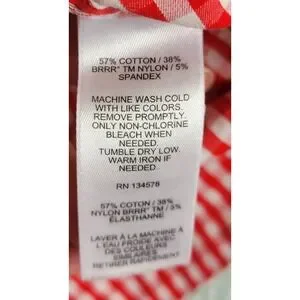 57% COTTON / 38%
BRRR° TM NYLON / 5%
SPANDEX
MACHINE WASH COLD
WITH LIKE COLORS.
REMOVE PROMPTLY.
ONLY NON-CHLORINE
BLEACH WHEN
NEEDED.
TUMBLE DRY LOW.
WARM IRON IF
NEEDED.
RN 134578
57% COTTON / 38%
NYLON BRRR° TM / 5%
ÉLASTHANNE
LAVER À LA MACHINE À
L'EAU FROIDE AVEC
DES COULEURS
SIMILAIRES
RETIRER RAPIDEMENT